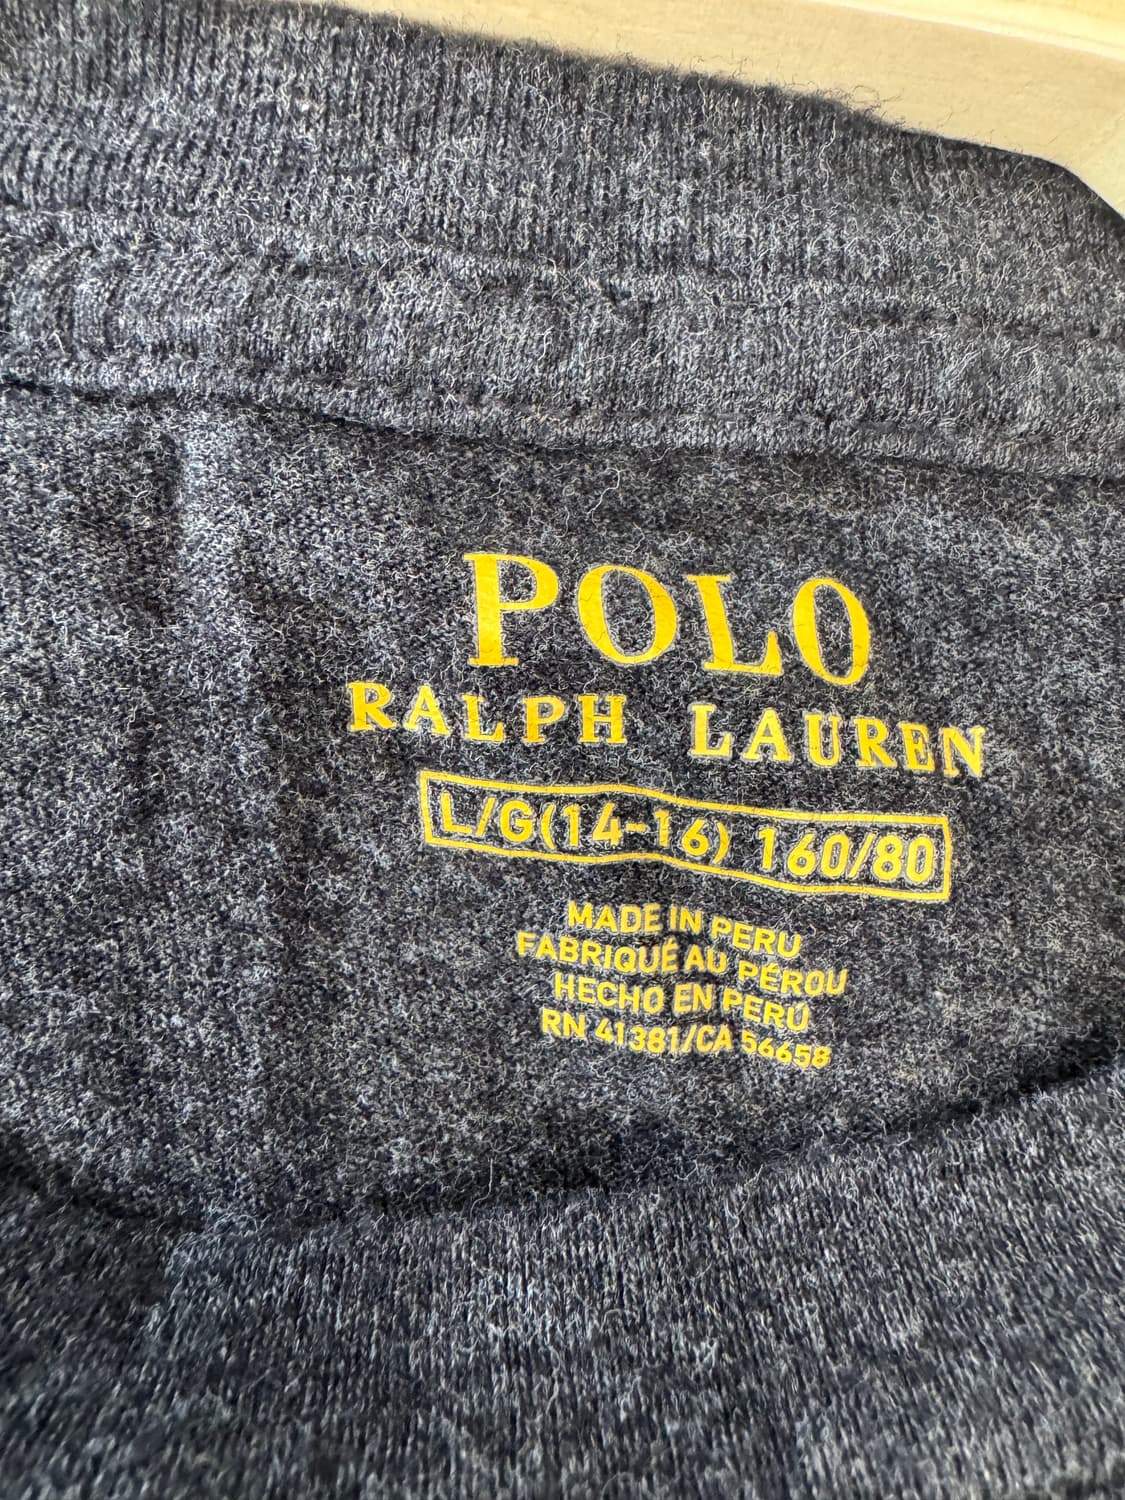 POLO
RALPH LAUREN
L/G(14-16) 160/80
MADE IN PERU
FABRIQUÉ AU PÉROU
HECHO EN PERÚ
RN 41381/CA 56658